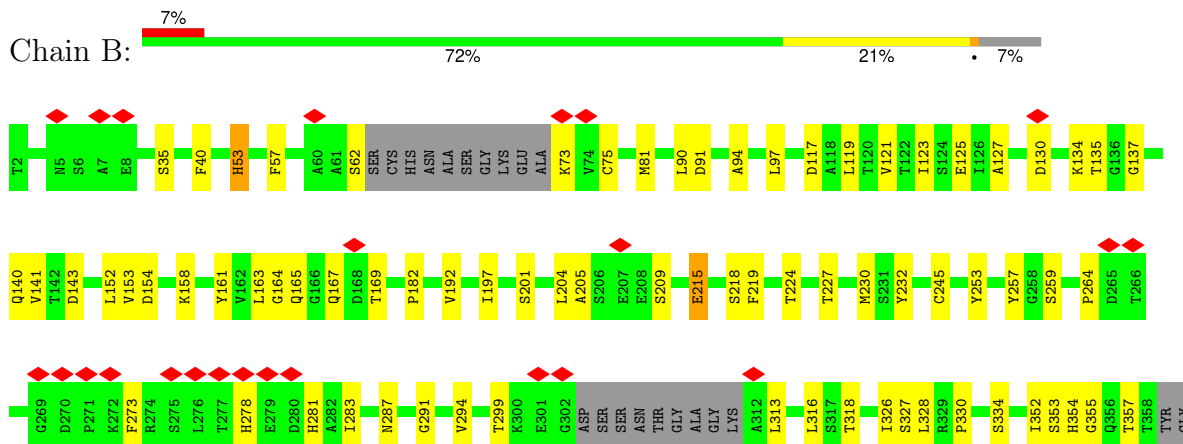 7%
Chain B:
72% 21% • 7%
T2 N5 S6 A7 E8 S35 F40 H53 F57 A60 A61 S62 SER CYS HIS ASN ALA SER GLY LYS GLU ALA K73 V74 C75 M81 L90 D91 A94 L97 D117 A118 L119 T120 V121 T122 I123 S124 E125 I126 A127 D130 K134 T135 G136 G137
Q140 V141 T142 D143 L152 V153 D154 K158 Y161 V162 L163 G164 Q165 G166 Q167 D168 T169 P182 V192 I197 S201 L204 A205 S206 E207 E208 S209 E215 S218 F219 T224 T227 M230 S231 Y232 C245 Y253 Y257 G258 S259 P264 D265 T266
G269 D270 P271 K272 F273 R274 S275 L276 T277 H278 E279 D280 H281 A282 I283 N287 G291 V294 T299 K300 E301 G302 ASP SER SER ASN THR GLY ALA GLY LYS A312 L313 L316 S317 T318 I326 S327 L328 R329 P330 S334 I352 S353 H354 G355 Q356 T357 T358 TYR